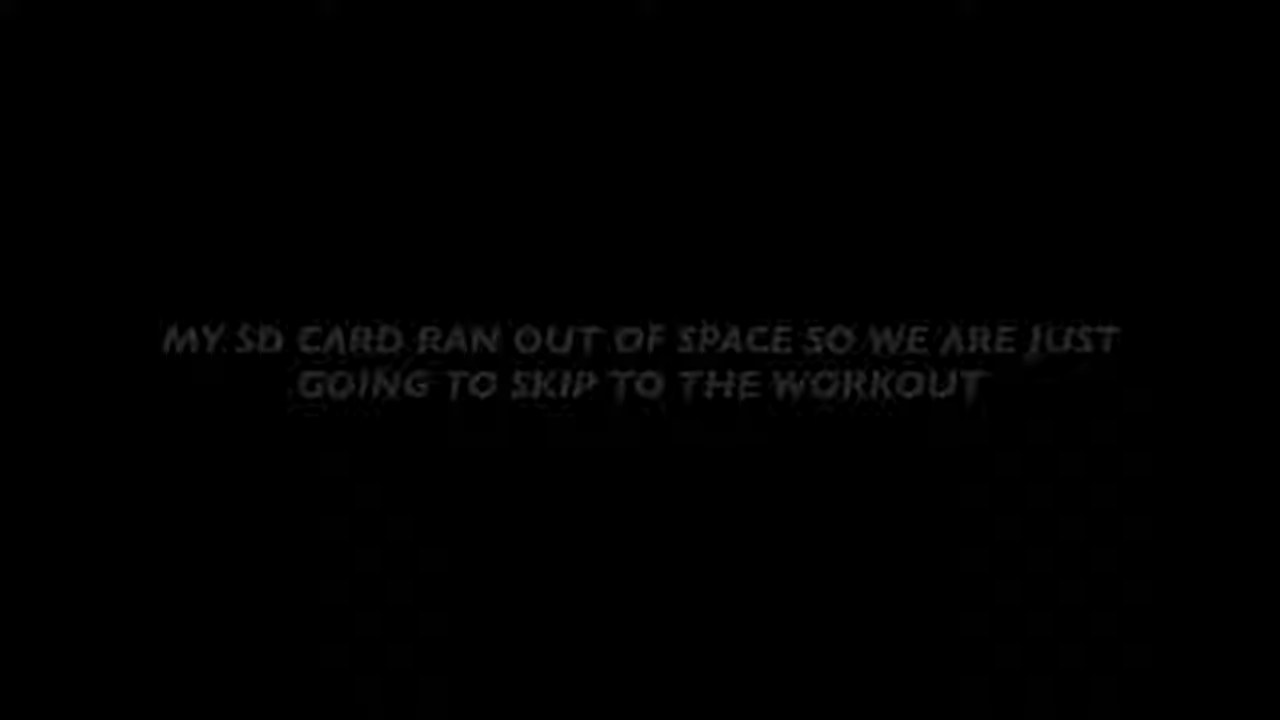 MY SD CARD RAN OUT OF SPACE SO WE ARE JUST
GOING TO SKIP TO THE WORKOUT